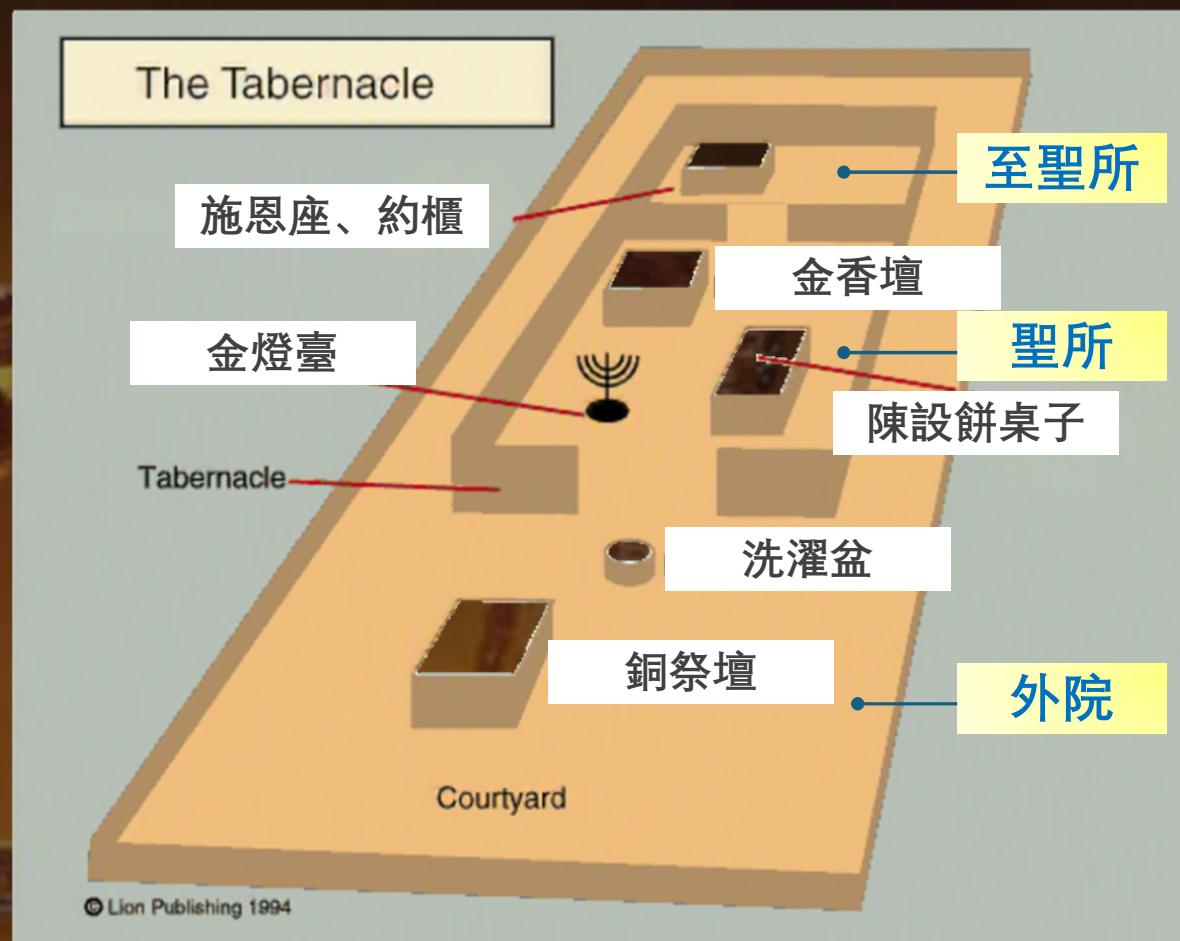 The Tabernacle
至聖所
施恩座、約櫃
金香壇
聖所
金燈臺
陳設餅桌子
Tabernacle
洗濯盆
銅祭壇
外院
Courtyard
© Lion Publishing 1994